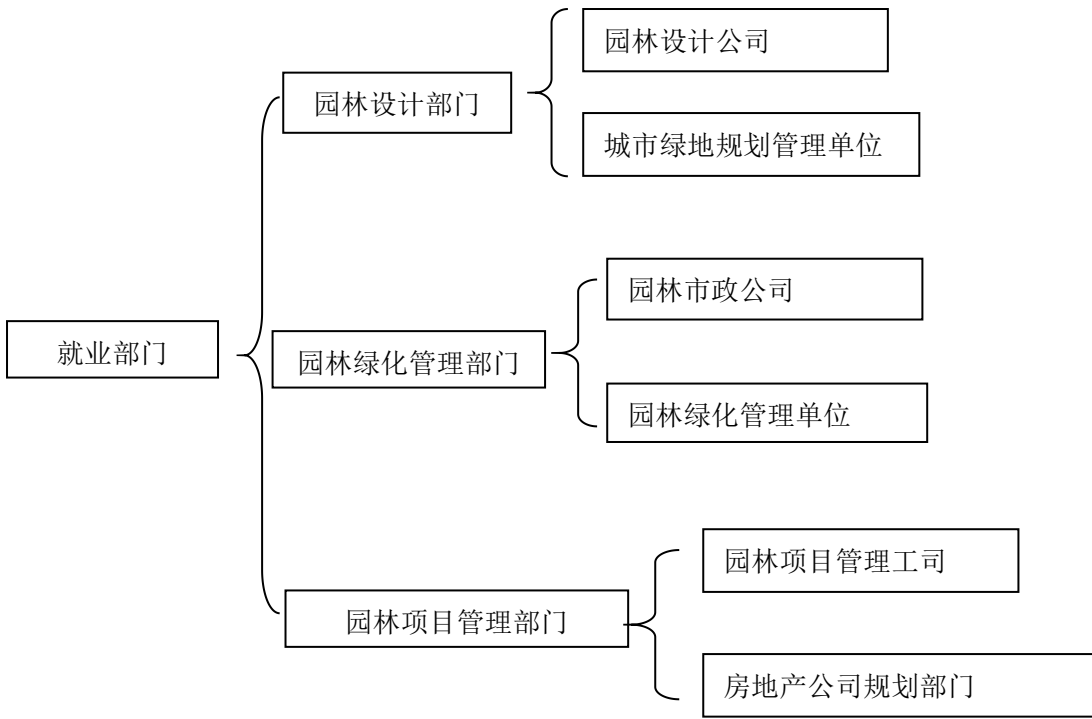 就业部门
园林设计部门
园林设计公司
城市绿地规划管理单位
园林绿化管理部门
园林市政公司
园林绿化管理单位
园林项目管理部门
园林项目管理工司
房地产公司规划部门